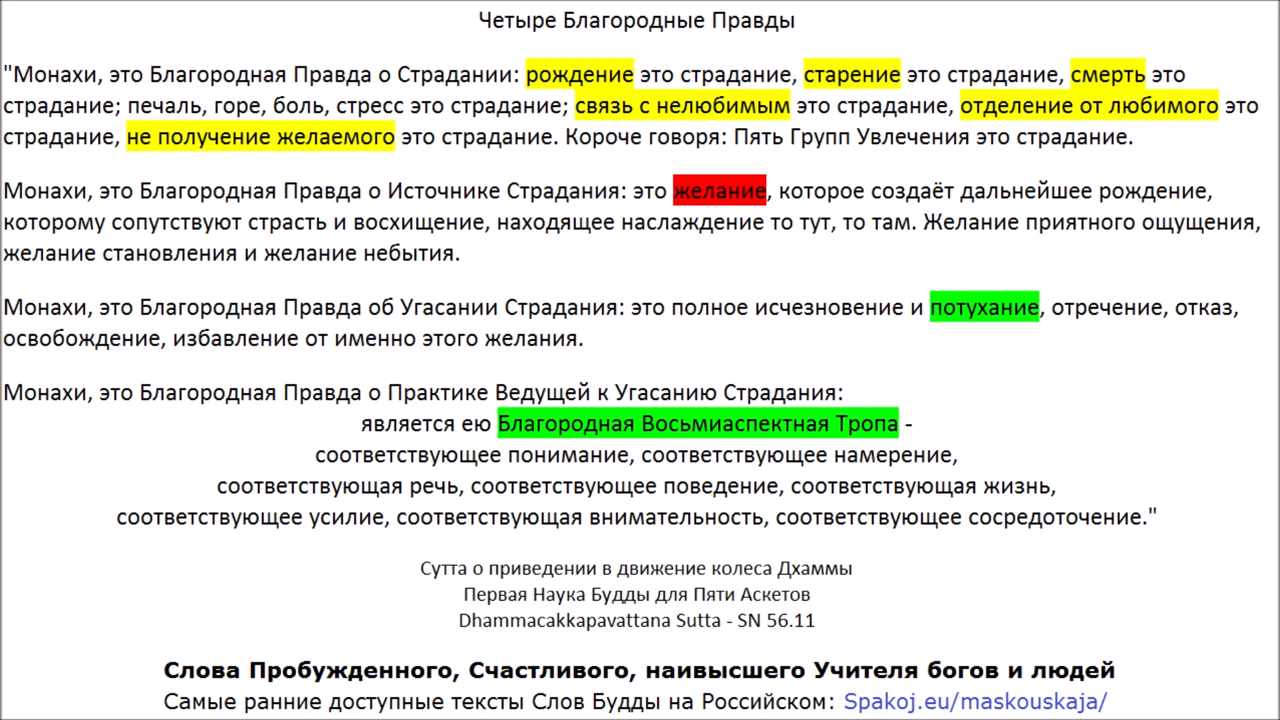 Четыре Благородные Правды
"Монахи, это Благородная Правда о Страдании: рождение это страдание, старение это страдание, смерть это
страдание; печаль, горе, боль, стресс это страдание; связь с нелюбимым это страдание, отделение от любимого это
страдание, не получение желаемого это страдание. Короче говоря: Пять Групп Увлечения это страдание.
Монахи, это Благородная Правда о Источнике Страдания: это желание, которое создаёт дальнейшее рождение,
которому сопутствуют страсть и восхищение, находящее наслаждение то тут, то там. Желание приятного ощущения,
желание становления и желание небытия.
Монахи, это Благородная Правда об Угасании Страдания: это полное исчезновение и потухание, отречение, отказ,
освобождение, избавление от именно этого желания.
Монахи, это Благородная Правда о Практике Ведущей к Угасанию Страдания:
является ею Благородная Восьмиаспектная Тропа -
соответствующее понимание, соответствующее намерение,
соответствующая речь, соответствующее поведение, соответствующая жизнь,
соответствующее усилие, соответствующая внимательность, соответствующее сосредоточение."
Сутта о приведении в движение колеса Дхаммы
Первая Наука Будды для Пяти Аскетов
Dhammacakkapavattana Sutta - SN 56.11
Слова Пробужденного, Счастливого, наивысшего Учителя богов и людей
Самые ранние доступные тексты Слов Будды на Российском: Spakoj.eu/maskouskaja/